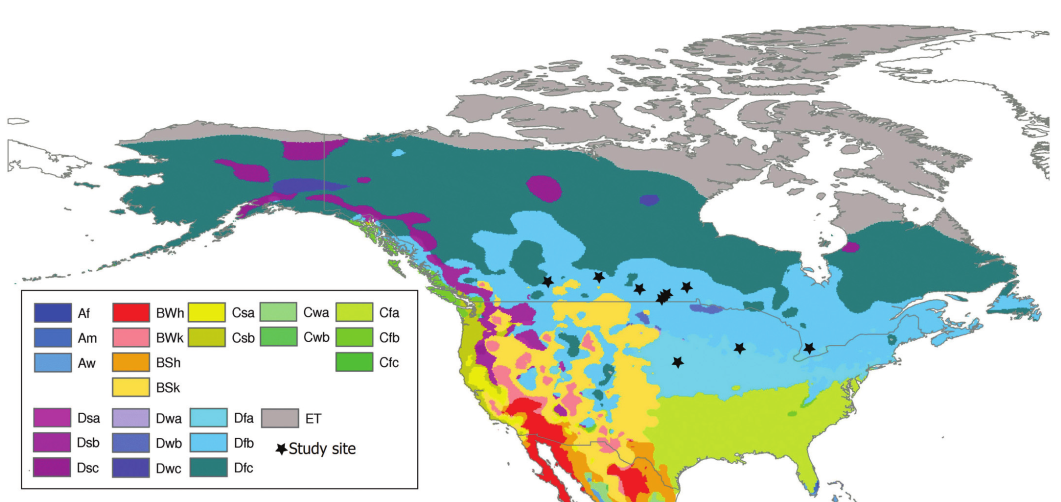 Af BWh Csa Cwa Cfa
Am BWk Csb Cwb Cfb
Aw BSh Cfc
BSk
Dsa Dwa Dfa ET
Dsb Dwb Dfb Study site
Dsc Dwc Dfc